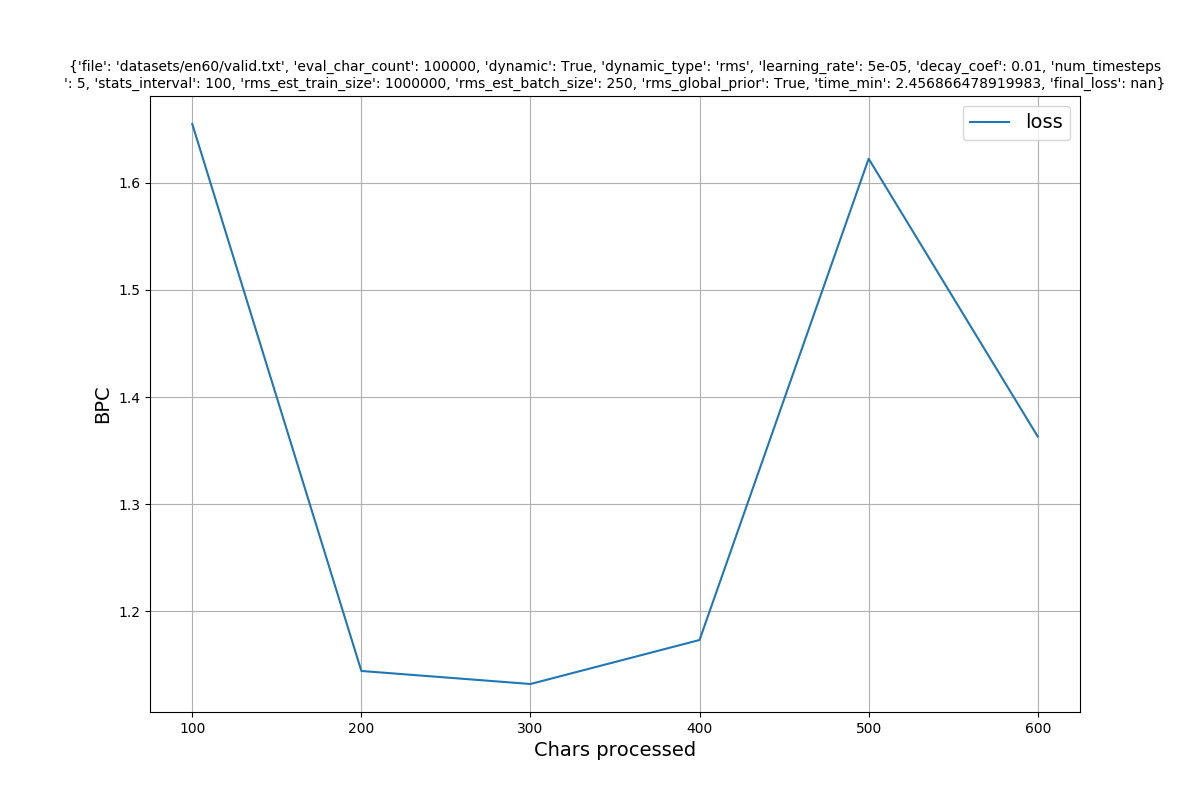 {'file': 'datasets/en60/valid.txt', 'eval_char_count': 100000, 'dynamic': True, 'dynamic_type': 'rms', 'learning_rate': 5e-05, 'decay_coef': 0.01, 'num_timesteps
': 5, 'stats_interval': 100, 'rms_est_train_size': 1000000, 'rms_est_batch_size': 250, 'rms_global_prior': True, 'time_min': 2.456866478919983, 'final_loss': nan}
loss
1.6
1.5
1.4
1.3
1.2
BPC
100 200 300 400 500 600
Chars processed